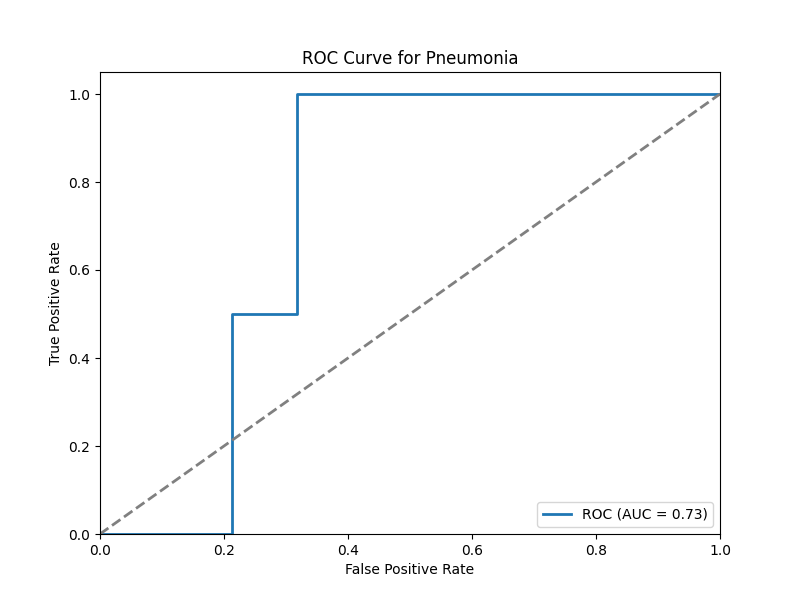 ROC Curve for Pneumonia
True Positive Rate
1.0
0.8
0.6
0.4
0.2
0.0
ROC (AUC = 0.73)
0.0 0.2 0.4 0.6 0.8 1.0
False Positive Rate